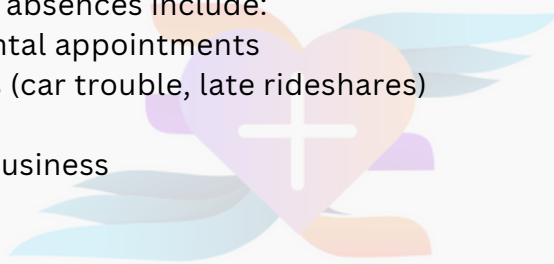 absences include:
ntal appointments
(car trouble, late rideshares)
usiness